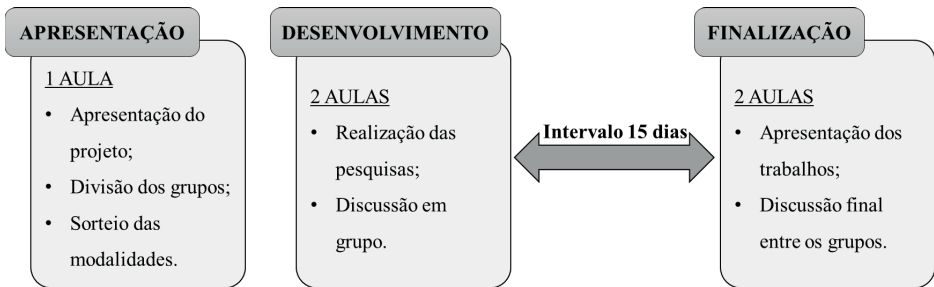 APRESENTAÇÃO
1 AULA
• Apresentação do
projeto;
• Divisão dos grupos;
• Sorteio das
modalidades.
DESENVOLVIMENTO
2 AULAS
• Realização das
pesquisas;
• Discussão em
grupo.
Intervalo 15 dias
FINALIZAÇÃO
2 AULAS
• Apresentação dos
trabalhos;
• Discussão final
entre os grupos.